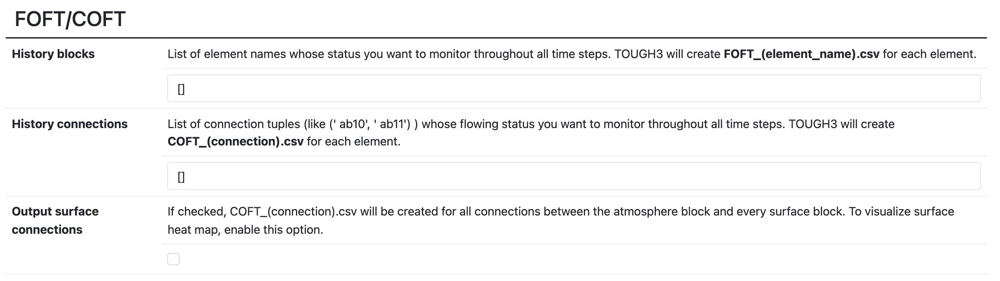 FOFT/COFT
History blocks
List of element names whose status you want to monitor throughout all time steps. TOUGH3 will create FOFT_(element_name).csv for each element.
[]
History connections
List of connection tuples (like (' ab10', ' ab11') ) whose flowing status you want to monitor throughout all time steps. TOUGH3 will create
COFT_(connection).csv for each element.
[]
Output surface
connections
If checked, COFT_(connection).csv will be created for all connections between the atmosphere block and every surface block. To visualize surface
heat map, enable this option.